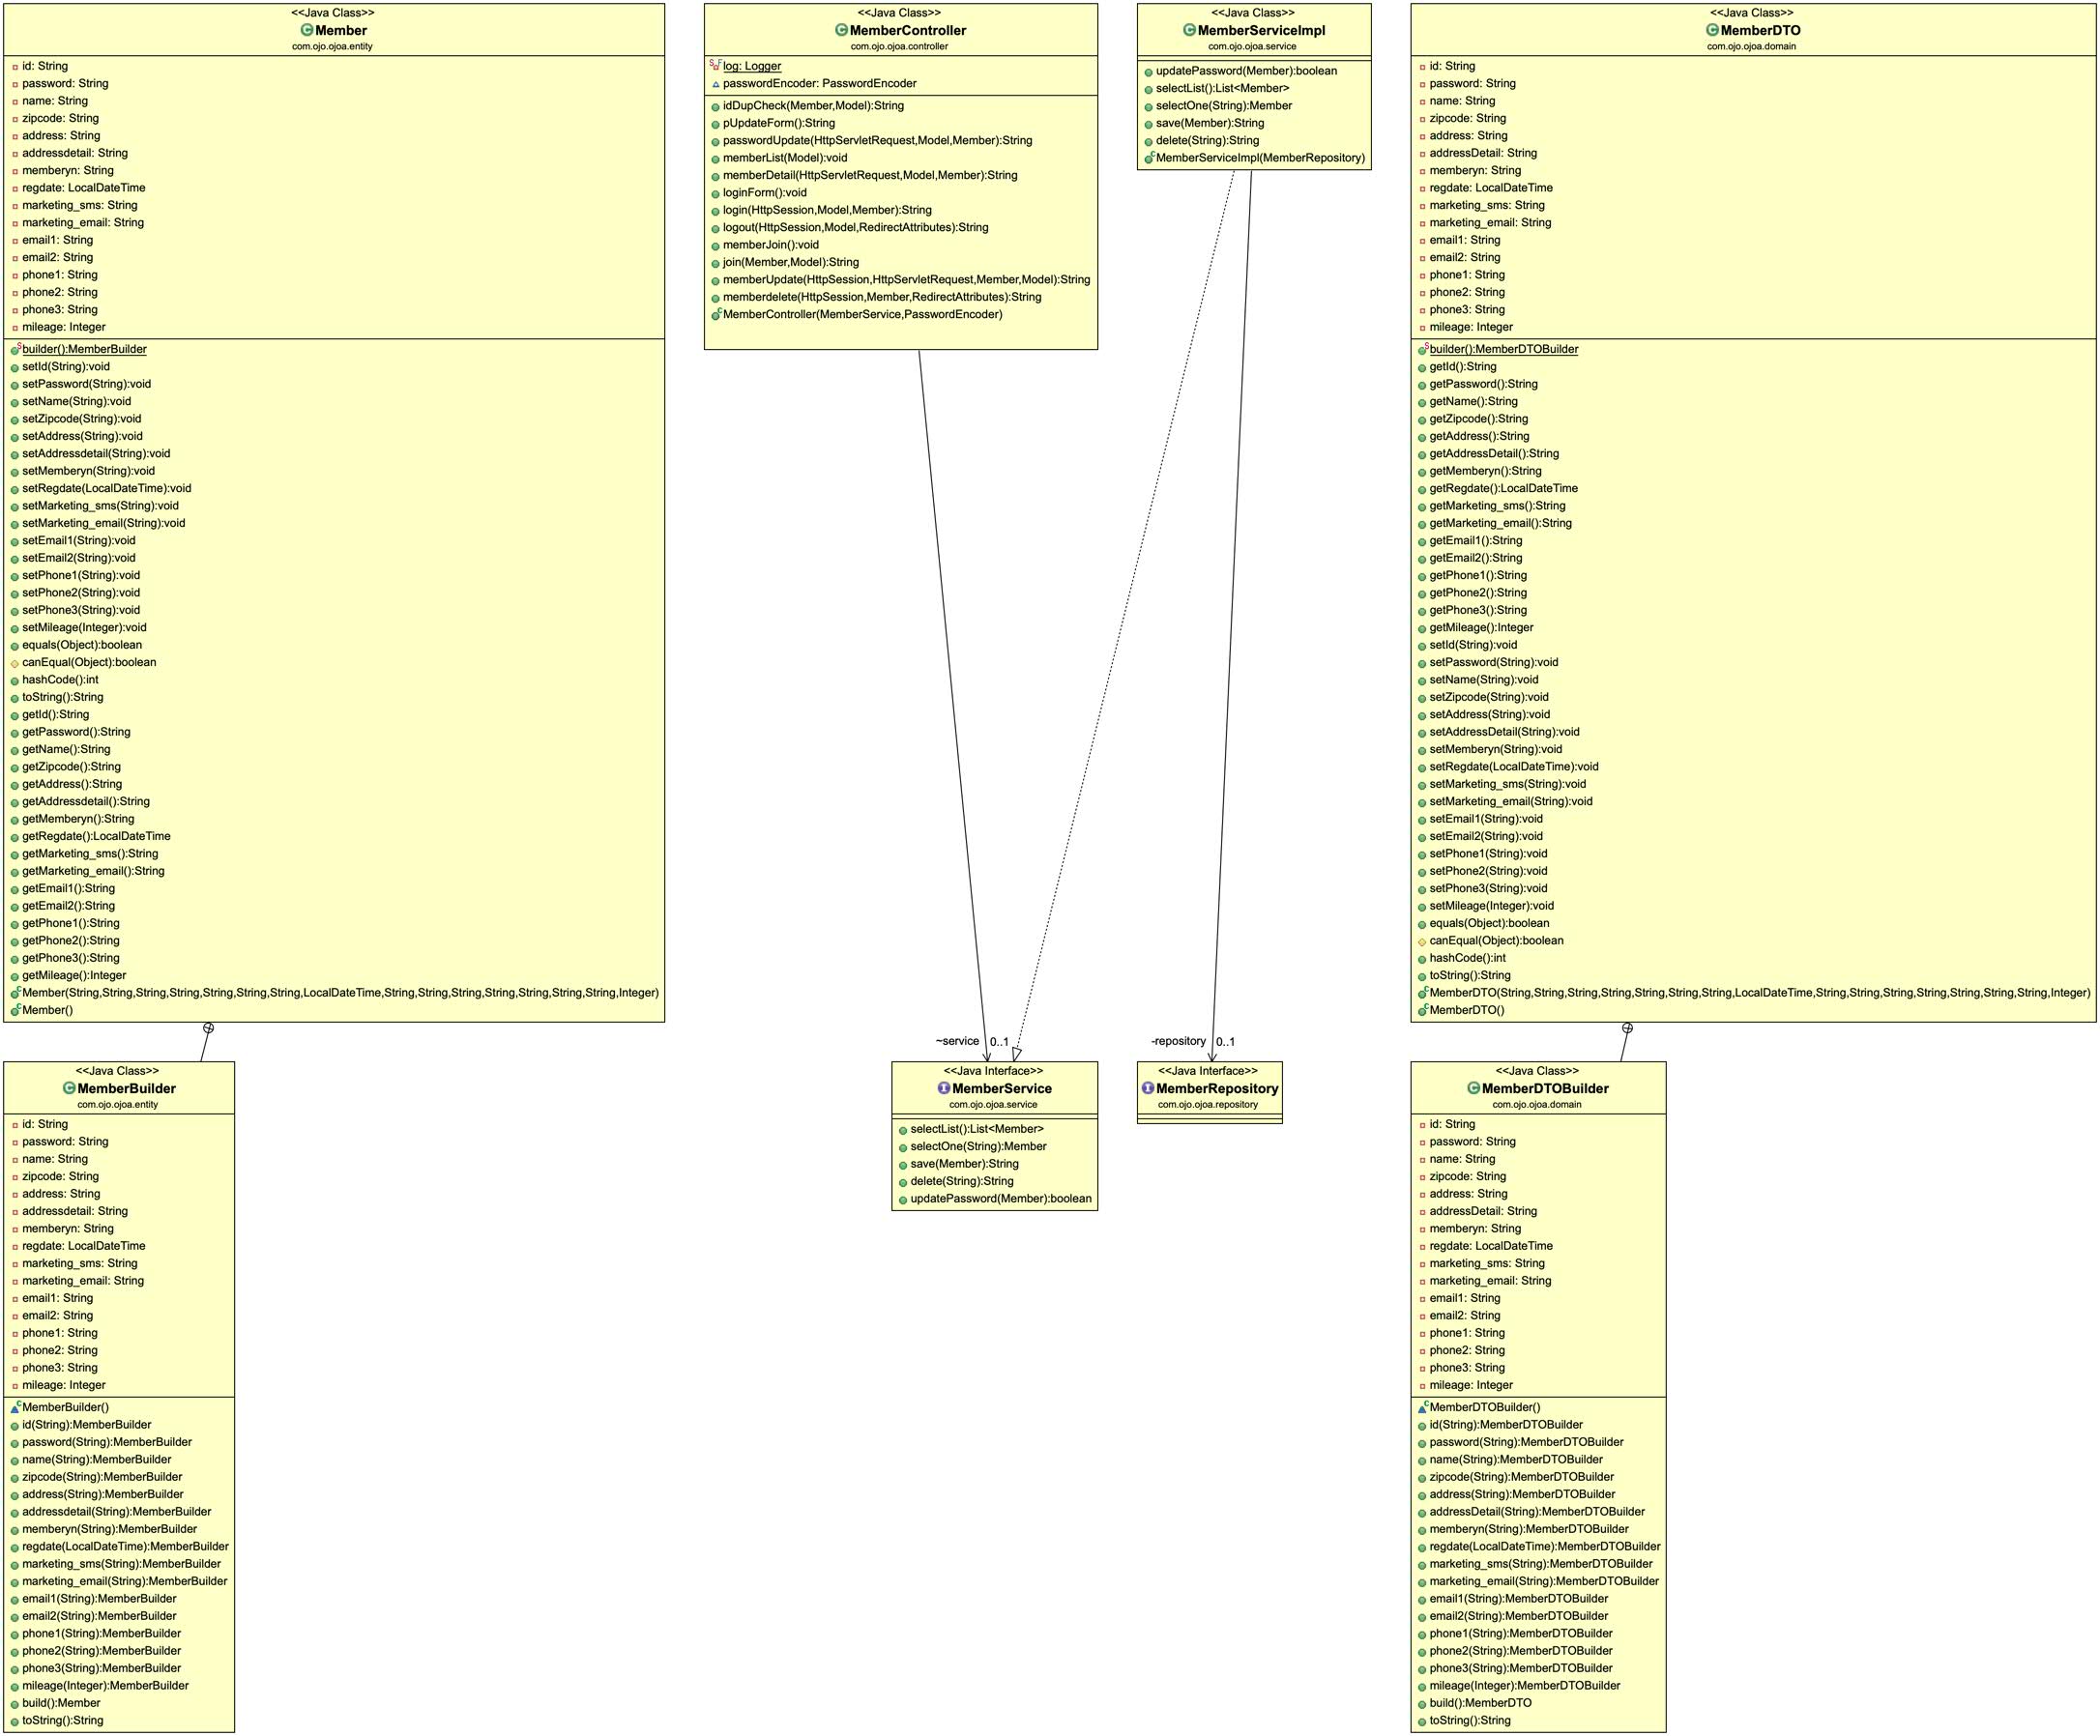 <<Java Class>>
Member
com.ojo.ojoa.entity
id: String
password: String
name: String
zipcode: String
address: String
addressdetail: String
memberyn: String
regdate: LocalDateTime
marketing_sms: String
marketing_email: String
email1: String
email2: String
phone1: String
phone2: String
phone3: String
mileage: Integer
builder():MemberBuilder
setId(String):void
setPassword(String):void
setName(String):void
setZipcode(String):void
setAddress(String):void
setAddressdetail(String):void
setMemberyn(String):void
setRegdate(LocalDateTime):void
setMarketing_sms(String):void
setMarketing_email(String):void
setEmail1(String):void
setEmail2(String):void
setPhone1(String):void
setPhone2(String):void
setPhone3(String):void
setMileage(Integer):void
equals(Object):boolean
canEqual(Object):boolean
hashCode():int
toString():String
getId():String
getPassword():String
getName():String
getZipcode():String
getAddress():String
getAddressdetail():String
getMemberyn():String
getRegdate():LocalDateTime
getMarketing_sms():String
getMarketing_email():String
getEmail1():String
getEmail2():String
getPhone1():String
getPhone2():String
getPhone3():String
getMileage():Integer
Member(String,String,String,String,String,String,String,LocalDateTime,String,String,String,String,String,String,String,Integer)
Member()
<<Java Class>>
MemberController
com.ojo.ojoa.controller
log: Logger
passwordEncoder: PasswordEncoder
idDupCheck(Member,Model):String
pUpdateForm():String
passwordUpdate(HttpServletRequest,Model,Member):String
memberList(Model):void
memberDetail(HttpServletRequest,Model,Member):String
loginForm():void
login(HttpSession,Model,Member):String
logout(HttpSession,Model,RedirectAttributes):String
memberJoin():void
join(Member,Model):String
memberUpdate(HttpSession,HttpServletRequest,Member,Model):String
memberdelete(HttpSession,Member,RedirectAttributes):String
MemberController(MemberService,PasswordEncoder)
<<Java Class>>
MemberServiceImpl
com.ojo.ojoa.service
updatePassword(Member):boolean
selectList():List<Member>
selectOne(String):Member
save(Member):String
delete(String):String
MemberServiceImpl(MemberRepository)
<<Java Class>>
MemberDTO
com.ojo.ojoa.domain
id: String
password: String
name: String
zipcode: String
address: String
addressDetail: String
memberyn: String
regdate: LocalDateTime
marketing_sms: String
marketing_email: String
email1: String
email2: String
phone1: String
phone2: String
phone3: String
mileage: Integer
builder():MemberDTOBuilder
getId():String
getPassword():String
getName():String
getZipcode():String
getAddress():String
getAddressDetail():String
getMemberyn():String
getRegdate():LocalDateTime
getMarketing_sms():String
getMarketing_email():String
getEmail1():String
getEmail2():String
getPhone1():String
getPhone2():String
getPhone3():String
getMileage():Integer
setId(String):void
setPassword(String):void
setName(String):void
setZipcode(String):void
setAddress(String):void
setAddressDetail(String):void
setMemberyn(String):void
setRegdate(LocalDateTime):void
setMarketing_sms(String):void
setMarketing_email(String):void
setEmail1(String):void
setEmail2(String):void
setPhone1(String):void
setPhone2(String):void
setPhone3(String):void
setMileage(Integer):void
equals(Object):boolean
canEqual(Object):boolean
hashCode():int
toString():String
MemberDTO(String,String,String,String,String,String,String,LocalDateTime,String,String,String,String,String,String,String,Integer)
MemberDTO()
~service 0..1
-repository 0..1
<<Java Class>>
MemberBuilder
com.ojo.ojoa.entity
id: String
password: String
name: String
zipcode: String
address: String
addressdetail: String
memberyn: String
regdate: LocalDateTime
marketing_sms: String
marketing_email: String
email1: String
email2: String
phone1: String
phone2: String
phone3: String
mileage: Integer
MemberBuilder()
id(String):MemberBuilder
password(String):MemberBuilder
name(String):MemberBuilder
zipcode(String):MemberBuilder
address(String):MemberBuilder
addressdetail(String):MemberBuilder
memberyn(String):MemberBuilder
regdate(LocalDateTime):MemberBuilder
marketing_sms(String):MemberBuilder
marketing_email(String):MemberBuilder
email1(String):MemberBuilder
email2(String):MemberBuilder
phone1(String):MemberBuilder
phone2(String):MemberBuilder
phone3(String):MemberBuilder
mileage(Integer):MemberBuilder
build():Member
toString():String
<<Java Interface>>
MemberService
com.ojo.ojoa.service
selectList():List<Member>
selectOne(String):Member
save(Member):String
delete(String):String
updatePassword(Member):boolean
<<Java Interface>>
MemberRepository
com.ojo.ojoa.repository
<<Java Class>>
MemberDTOBuilder
com.ojo.ojoa.domain
id: String
password: String
name: String
zipcode: String
address: String
addressDetail: String
memberyn: String
regdate: LocalDateTime
marketing_sms: String
marketing_email: String
email1: String
email2: String
phone1: String
phone2: String
phone3: String
mileage: Integer
MemberDTOBuilder()
id(String):MemberDTOBuilder
password(String):MemberDTOBuilder
name(String):MemberDTOBuilder
zipcode(String):MemberDTOBuilder
address(String):MemberDTOBuilder
addressDetail(String):MemberDTOBuilder
memberyn(String):MemberDTOBuilder
regdate(LocalDateTime):MemberDTOBuilder
marketing_sms(String):MemberDTOBuilder
marketing_email(String):MemberDTOBuilder
email1(String):MemberDTOBuilder
email2(String):MemberDTOBuilder
phone1(String):MemberDTOBuilder
phone2(String):MemberDTOBuilder
phone3(String):MemberDTOBuilder
mileage(Integer):MemberDTOBuilder
build():MemberDTO
toString():String